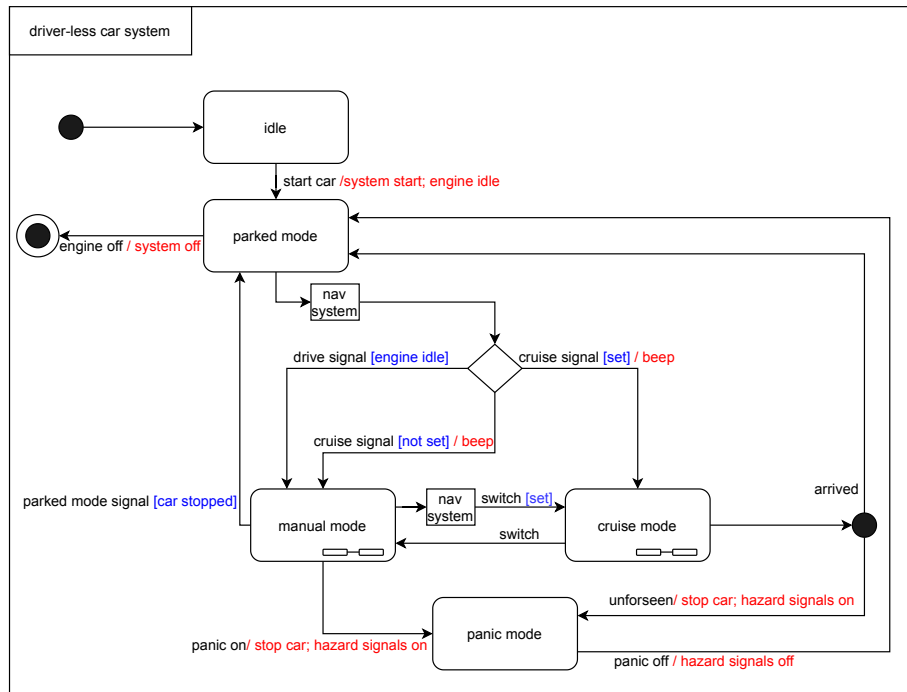 driver-less car system
idle
start car /system start; engine idle
parked mode
engine off / system off
nav
system
drive signal [engine idle]
cruise signal [set] / beep
cruise signal [not set] / beep
parked mode signal [car stopped]
manual mode
nav
system
switch [set]
switch
cruise mode
arrived
unforseen/ stop car; hazard signals on
panic on/ stop car; hazard signals on
panic mode
panic off / hazard signals off